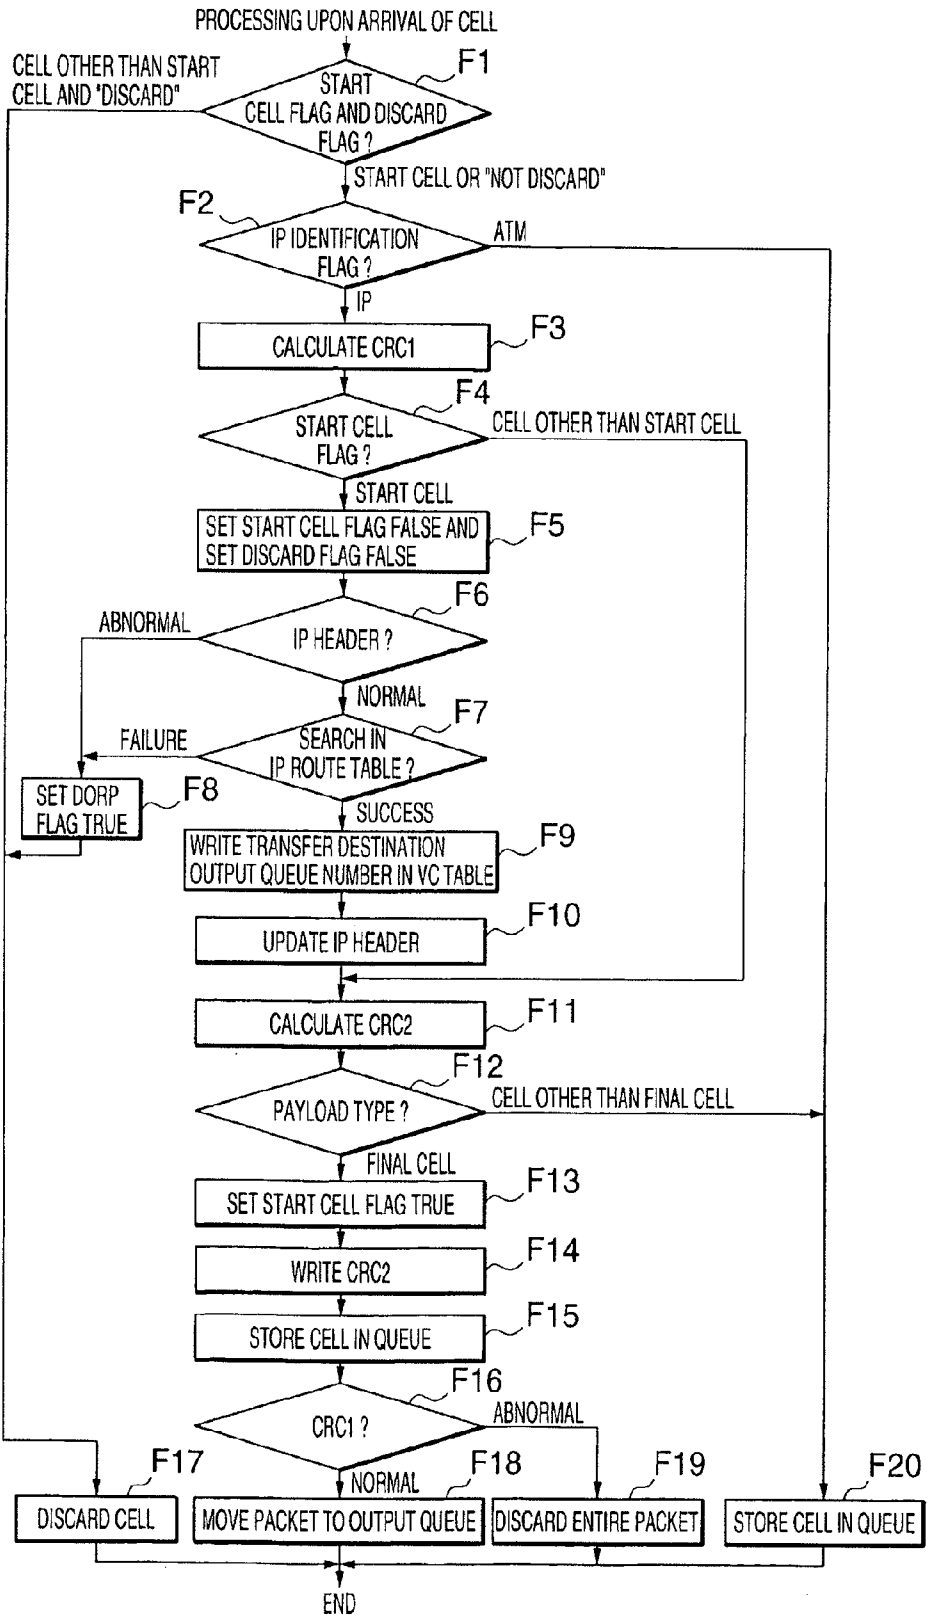 PROCESSING UPON ARRIVAL OF CELL
CELL OTHER THAN START
CELL AND "DISCARD"
F1
START
CELL FLAG AND DISCARD
FLAG ?
START CELL OR "NOT DISCARD"
F2
IP IDENTIFICATION
FLAG ?
ATM
IP
F3
CALCULATE CRC1
F4
START CELL
FLAG ?
CELL OTHER THAN START CELL
START CELL
F5
SET START CELL FLAG FALSE AND
SET DISCARD FLAG FALSE
F6
ABNORMAL
IP HEADER ?
NORMAL
F7
FAILURE
SEARCH IN
IP ROUTE TABLE ?
F8
SET DORP
FLAG TRUE
SUCCESS
F9
WRITE TRANSFER DESTINATION
OUTPUT QUEUE NUMBER IN VC TABLE
F10
UPDATE IP HEADER
F11
CALCULATE CRC2
F12
PAYLOAD TYPE ?
CELL OTHER THAN FINAL CELL
FINAL CELL
F13
SET START CELL FLAG TRUE
F14
WRITE CRC2
F15
STORE CELL IN QUEUE
F16
CRC1 ?
ABNORMAL
NORMAL
F17
DISCARD CELL
F18
MOVE PACKET TO OUTPUT QUEUE
F19
DISCARD ENTIRE PACKET
F20
STORE CELL IN QUEUE
END